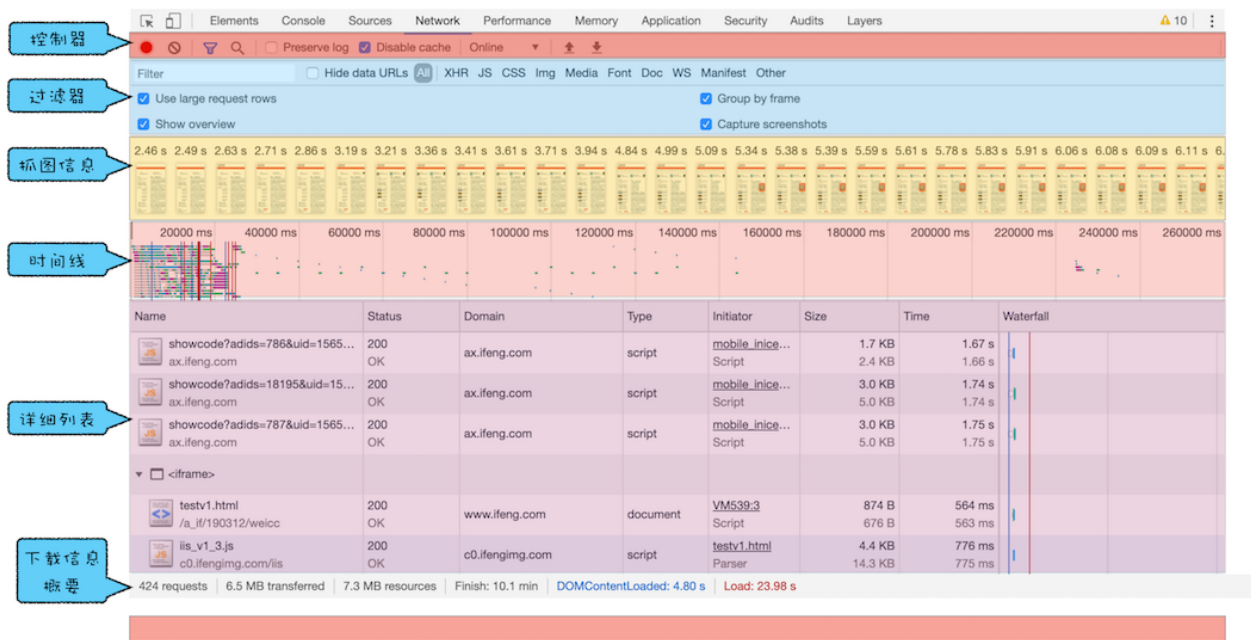 Elements Console Sources Network Performance Memory Application Security Audits Layers 10
控制器
Preserve log Disable cache Online
Filter Hide data URLs All XHR JS CSS Img Media Font Doc WS Manifest Other
过滤器
Use large request rows Group by frame
Show overview Capture screenshots
2.46 s 2.49 s 2.63 s 2.71 s 2.86 s 3.19 s 3.21 s 3.36 s 3.41 s 3.61 s 3.71 s 3.94 s 4.84 s 4.99 s 5.09 s 5.34 s 5.38 s 5.39 s 5.59 s 5.61 s 5.78 s 5.83 s 5.91 s 6.06 s 6.08 s 6.09 s 6.11 s 6.
抓图信息
20000 ms 40000 ms 60000 ms 80000 ms 100000 ms 120000 ms 140000 ms 160000 ms 180000 ms 200000 ms 220000 ms 240000 ms 260000 ms
时间线
Name Status Domain Type Initiator Size Time Waterfall
showcode?adids=786&uid=1565... 200 ax.ifeng.com script mobile_inice... 1.7 KB 1.67 s
JS ax.ifeng.com OK Script 2.4 KB 1.66 s
showcode?adids=18195&uid=15... 200 ax.ifeng.com script mobile_inice... 3.0 KB 1.74 s
JS ax.ifeng.com OK Script 5.0 KB 1.74 s
详细列表
showcode?adids=787&uid=1565... 200 ax.ifeng.com script mobile_inice... 3.0 KB 1.75 s
JS ax.ifeng.com OK Script 5.0 KB 1.75 s
<iframe>
testv1.html 200 www.ifeng.com document VM539:3 874 B 564 ms
/a_if/190312/weicc OK Script 676 B 563 ms
iis_v1_3.js 200 c0.ifengimg.com script testv1.html 4.4 KB 776 ms
JS c0.ifengimg.com/iis OK Parser 14.3 KB 775 ms
下载信息
概要
424 requests 6.5 MB transferred 7.3 MB resources Finish: 10.1 min DOMContentLoaded: 4.80 s Load: 23.98 s